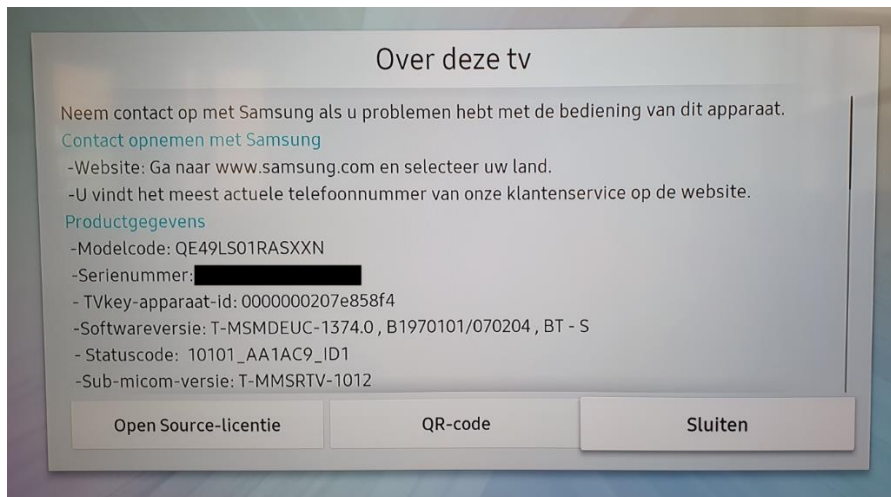 Over deze tv
Neem contact op met Samsung als u problemen hebt met de bediening van dit apparaat.
Contact opnemen met Samsung
-Website: Ga naar www.samsung.com en selecteer uw land.
-U vindt het meest actuele telefoonnummer van onze klantenservice op de website.
Productgegevens
-Modelcode: QE49LS01RASXXN
-Serienummer:
- TVkey-apparaat-id: 0000000207e858f4
-Softwareversie: T-MSMDEUC-1374.0 , B1970101/070204 , BT - S
- Statuscode: 10101_AA1AC9_ID1
-Sub-micom-versie: T-MMSRTV-1012
Open Source-licentie
QR-code
Sluiten